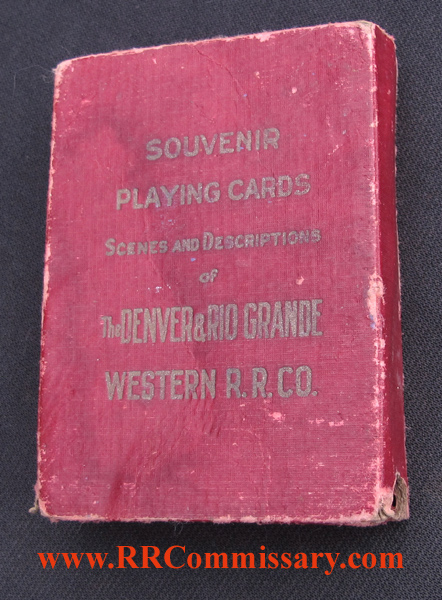 SOUVENIR
PLAYING CARDS
SCENES AND DESCRIPTIONS
OF
The DENVER & RIO GRANDE
WESTERN R.R.CO.
www.RRCommissary.com